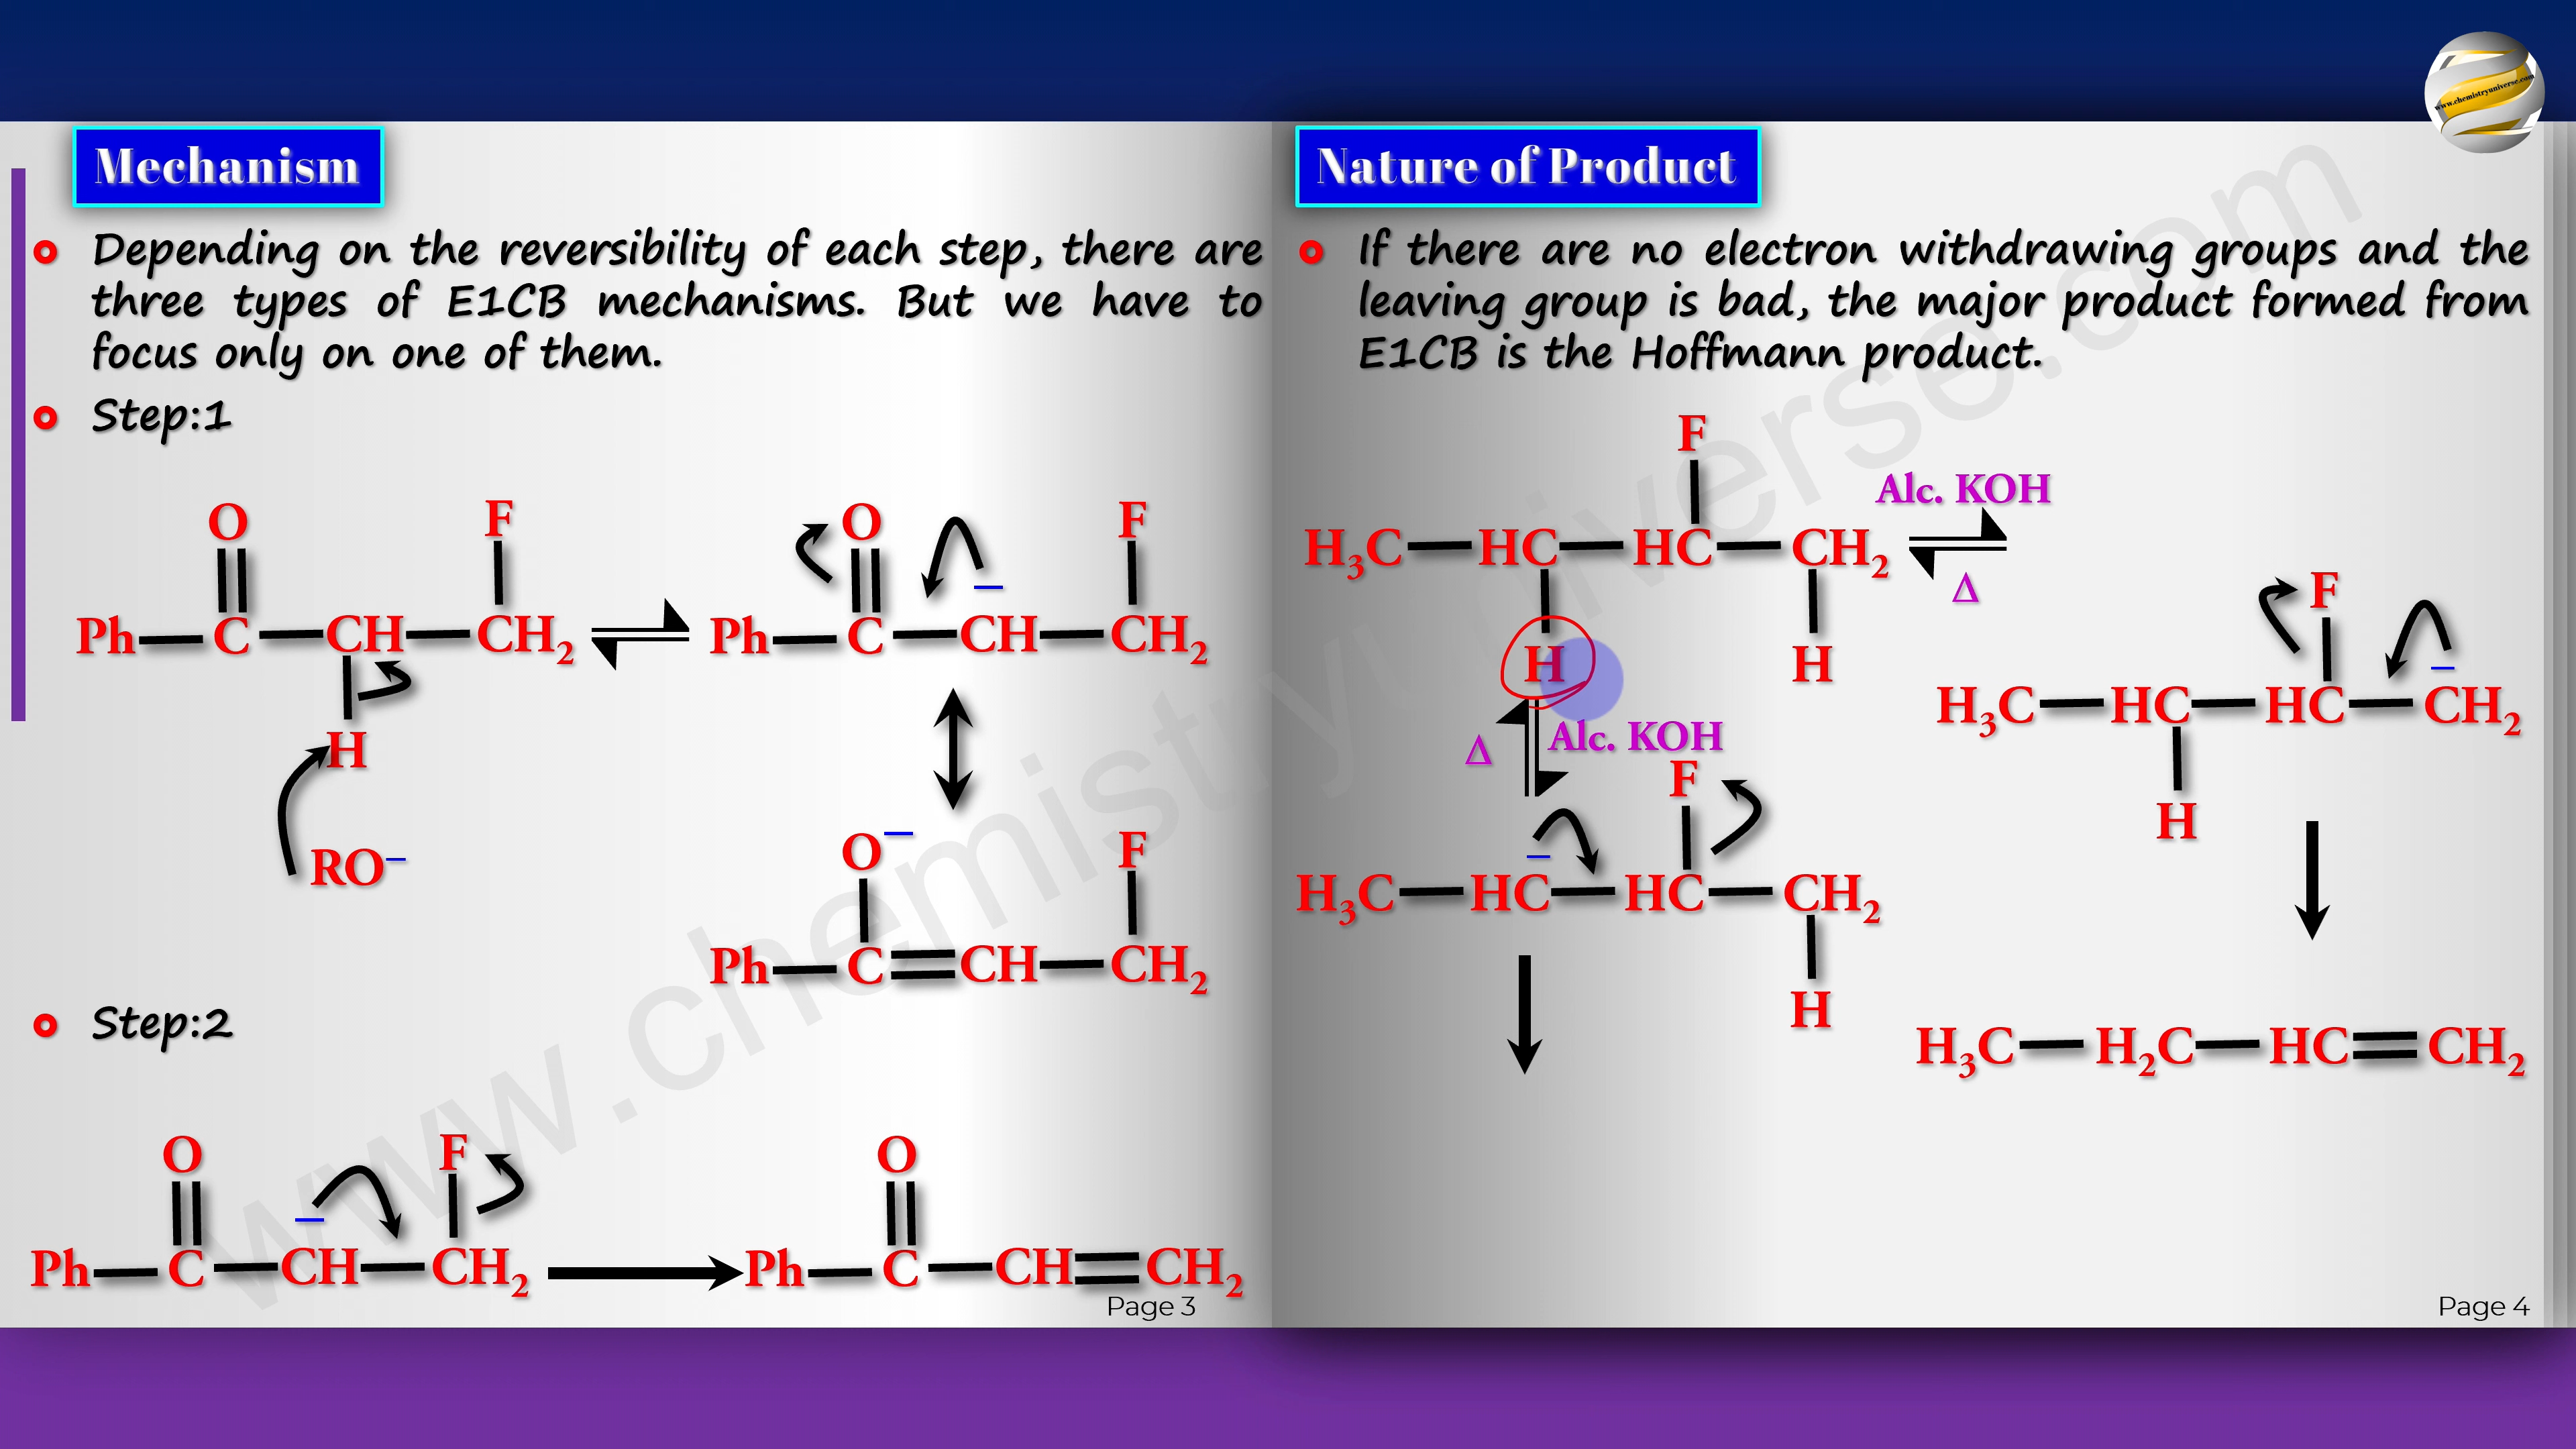 www.chemistryuniverse.com
Mechanism
Depending on the reversibility of each step, there are
three types of E1CB mechanisms. But we have to
focus only on one of them.
Step:1
O F
Ph C CH CH2
H
RO–
O F
Ph C CH CH2
–
O– F
Ph C CH CH2
Step:2
O F
–
Ph C CH CH2
O
Ph C CH CH2
Page 3
Nature of Product
If there are no electron withdrawing groups and the
leaving group is bad, the major product formed from
E1CB is the Hoffmann product.
F
H3C HC HC CH2
H H
Alc. KOH
Δ
F
–
H3C HC HC CH2
H
Δ Alc. KOH
F
–
H3C HC HC CH2
H
H3C H2C HC CH2
Page 4
www.chemistryuniverse.com